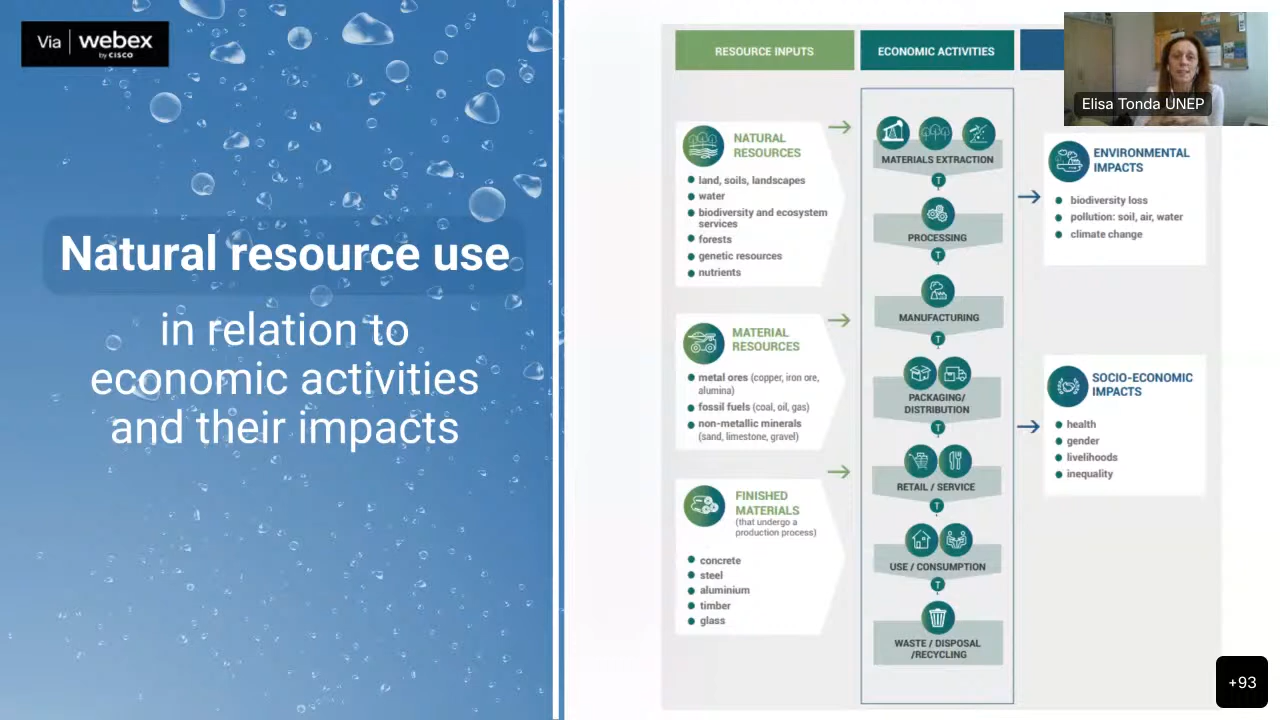 Via | webex
by CISCO
Natural resource use
in relation to
economic activities
and their impacts
RESOURCE INPUTS
NATURAL
RESOURCES
land, soils, landscapes
water
biodiversity and ecosystem
services
forests
genetic resources
nutrients
MATERIAL
RESOURCES
metal ores (copper, iron ore,
alumina)
fossil fuels (coal, oil, gas)
non-metallic minerals
(sand, limestone, gravel)
FINISHED
MATERIALS
(that undergo a
production process)
concrete
steel
aluminium
timber
glass
ECONOMIC ACTIVITIES
MATERIALS EXTRACTION
T
PROCESSING
T
MANUFACTURING
T
PACKAGING/
DISTRIBUTION
T
RETAIL / SERVICE
T
USE / CONSUMPTION
T
WASTE / DISPOSAL
/RECYCLING
Elisa Tonda UNEP
ENVIRONMENTAL
IMPACTS
biodiversity loss
pollution: soil, air, water
climate change
SOCIO-ECONOMIC
IMPACTS
health
gender
livelihoods
inequality
+93